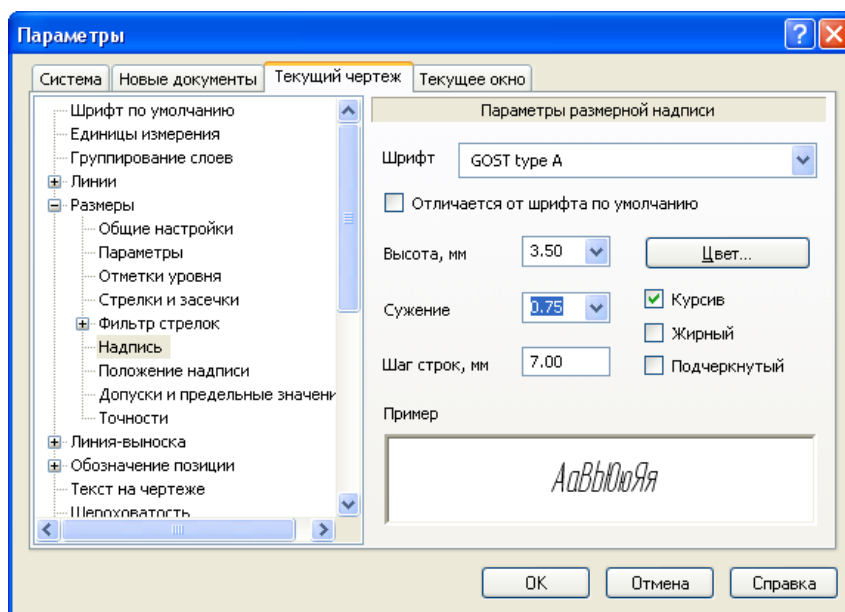 Параметры
Система Новые документы Текущий чертеж Текущее окно
Шрифт по умолчанию
Единицы измерения
Группирование слоев
Линии
Размеры
Общие настройки
Параметры
Отметки уровня
Стрелки и засечки
Фильтр стрелок
Надпись
Положение надписи
Допуски и предельные значени
Точности
Линия-выноска
Обозначение позиции
Текст на чертеже
Шероховатость
Параметры размерной надписи
Шрифт GOST type A
Отличается от шрифта по умолчанию
Высота, мм 3.50 Цвет...
Сужение 0.75 Курсив
Жирный
Шаг строк, мм 7.00 Подчеркнутый
Пример
АаВЬЮюЯя
OK Отмена Справка